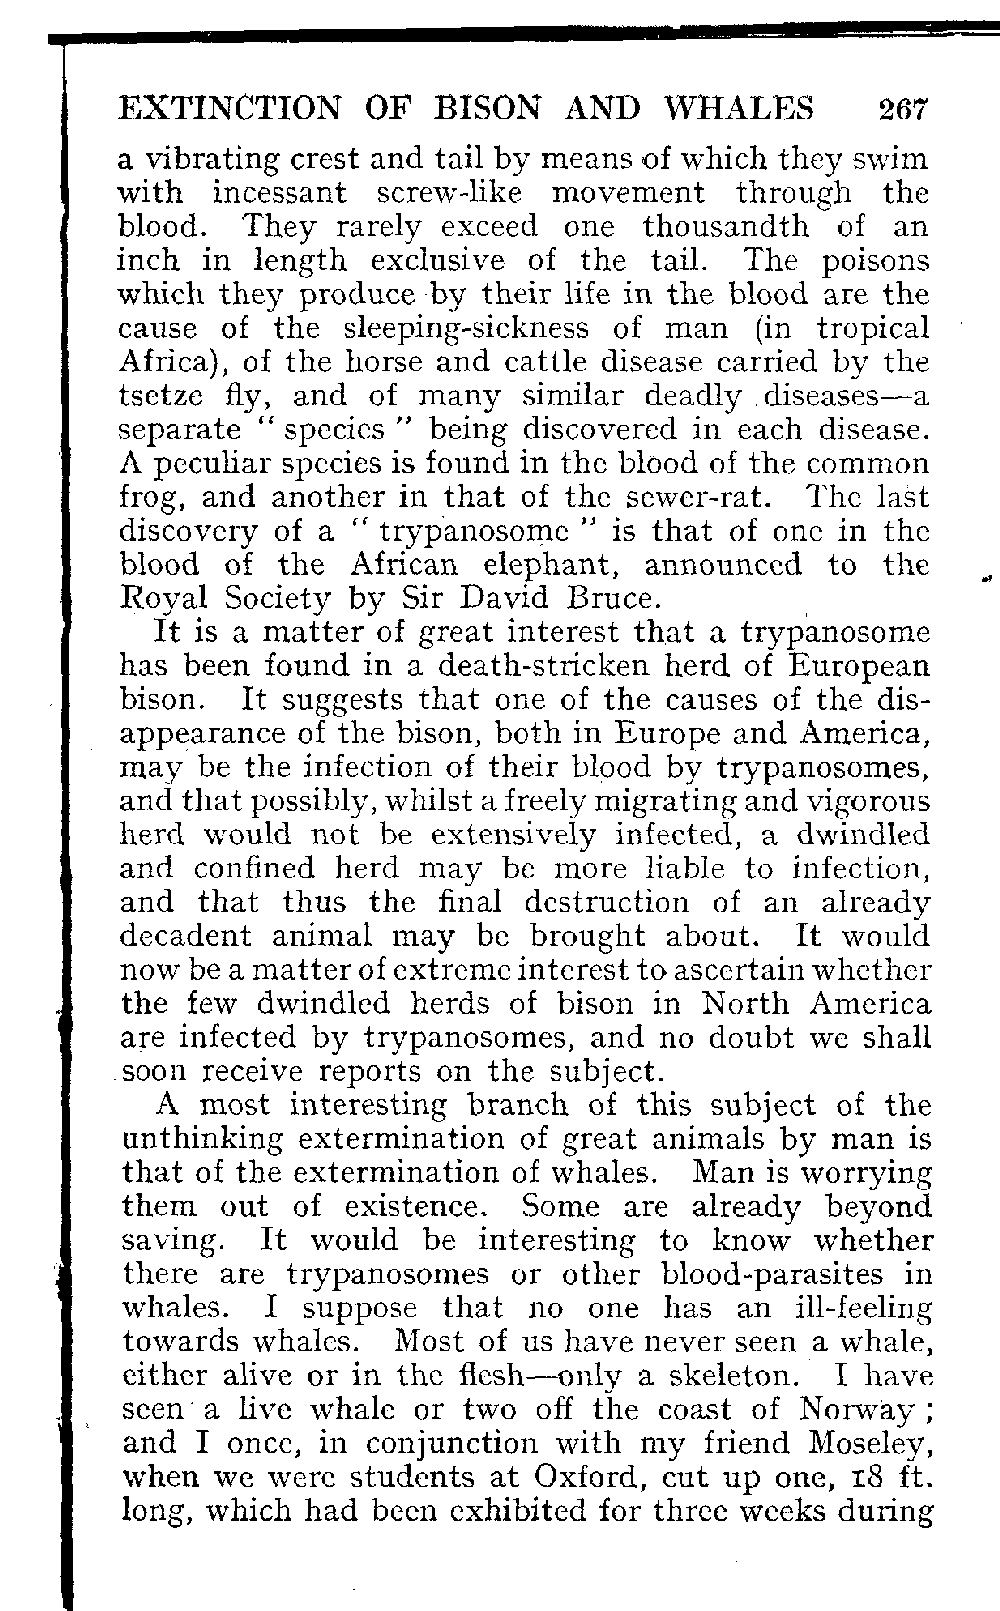 EXTINCTION OF BISON AND WHALES 267
a vibrating crest and tail by means of which they swim
with incessant screw-like movement through the
blood. They rarely exceed one thousandth of an
inch in length exclusive of the tail. The poisons
which they produce by their life in the blood are the
cause of the sleeping-sickness of man (in tropical
Africa), of the horse and cattle disease carried by the
tsetze fly, and of many similar deadly diseases—a
separate “ species ” being discovered in each disease.
A peculiar species is found in the blood of the common
frog, and another in that of the sewer-rat. The last
discovery of a “ trypanosome ” is that of one in the
blood of the African elephant, announced to the
Royal Society by Sir David Bruce.
It is a matter of great interest that a trypanosome
has been found in a death-stricken herd of European
bison. It suggests that one of the causes of the dis-
appearance of the bison, both in Europe and America,
may be the infection of their blood by trypanosomes,
and that possibly, whilst a freely migrating and vigorous
herd would not be extensively infected, a dwindled
and confined herd may be more liable to infection,
and that thus the final destruction of an already
decadent animal may be brought about. It would
now be a matter of extreme interest to ascertain whether
the few dwindled herds of bison in North America
are infected by trypanosomes, and no doubt we shall
soon receive reports on the subject.
A most interesting branch of this subject of the
unthinking extermination of great animals by man is
that of the extermination of whales. Man is worrying
them out of existence. Some are already beyond
saving. It would be interesting to know whether
there are trypanosomes or other blood-parasites in
whales. I suppose that no one has an ill-feeling
towards whales. Most of us have never seen a whale,
either alive or in the flesh—only a skeleton. I have
seen a live whale or two off the coast of Norway ;
and I once, in conjunction with my friend Moseley,
when we were students at Oxford, cut up one, 18 ft.
long, which had been exhibited for three weeks during